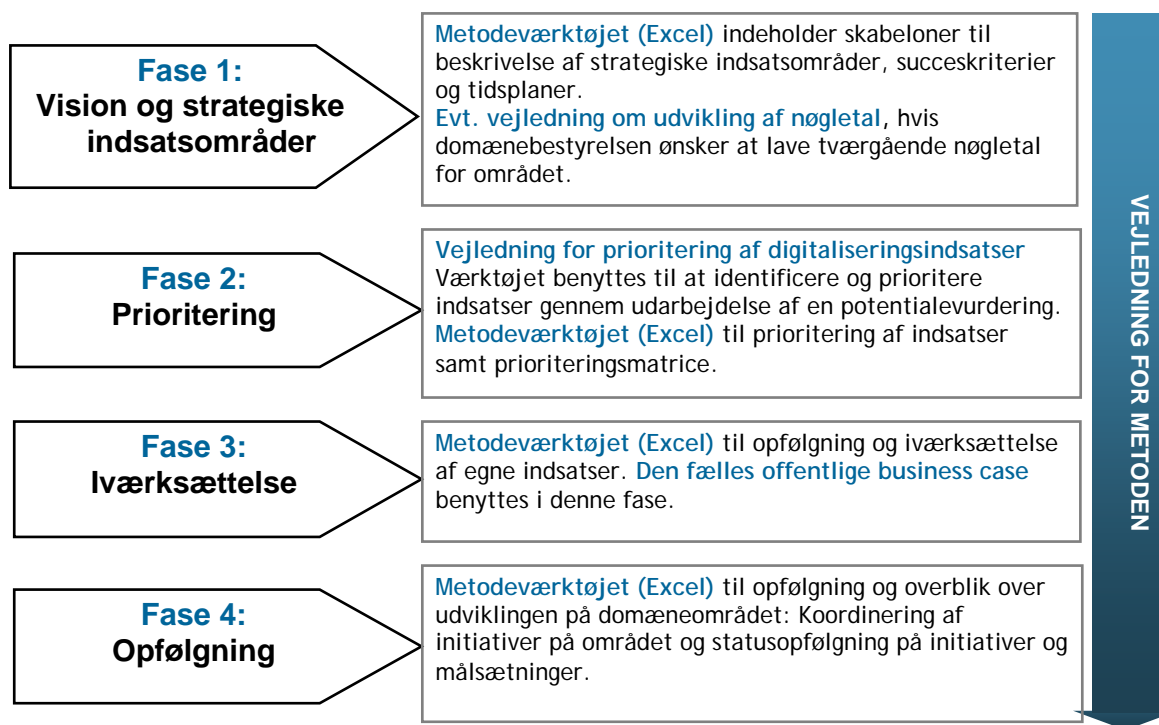 Fase 1:
Vision og strategiske
indsatsområder
Metodeværktøjet (Excel) indeholder skabeloner til
beskrivelse af strategiske indsatsområder, succeskriterier
og tidsplaner.
Evt. vejledning om udvikling af nøgletal, hvis
domænebestyrelsen ønsker at lave tværgående nøgletal
for området.
Fase 2:
Prioritering
Vejledning for prioritering af digitaliseringsindsatser
Værktøjet benyttes til at identificere og prioritere
indsatser gennem udarbejdelse af en potentialevurdering.
Metodeværktøjet (Excel) til prioritering af indsatser
samt prioriteringsmatrice.
Fase 3:
Iværksættelse
Metodeværktøjet (Excel) til opfølgning og iværksættelse
af egne indsatser. Den fælles offentlige business case
benyttes i denne fase.
Fase 4:
Opfølgning
Metodeværktøjet (Excel) til opfølgning og overblik over
udviklingen på domæneområdet: Koordinering af
initiativer på området og statusopfølgning på initiativer og
målsætninger.
VEJLEDNING FOR METODEN